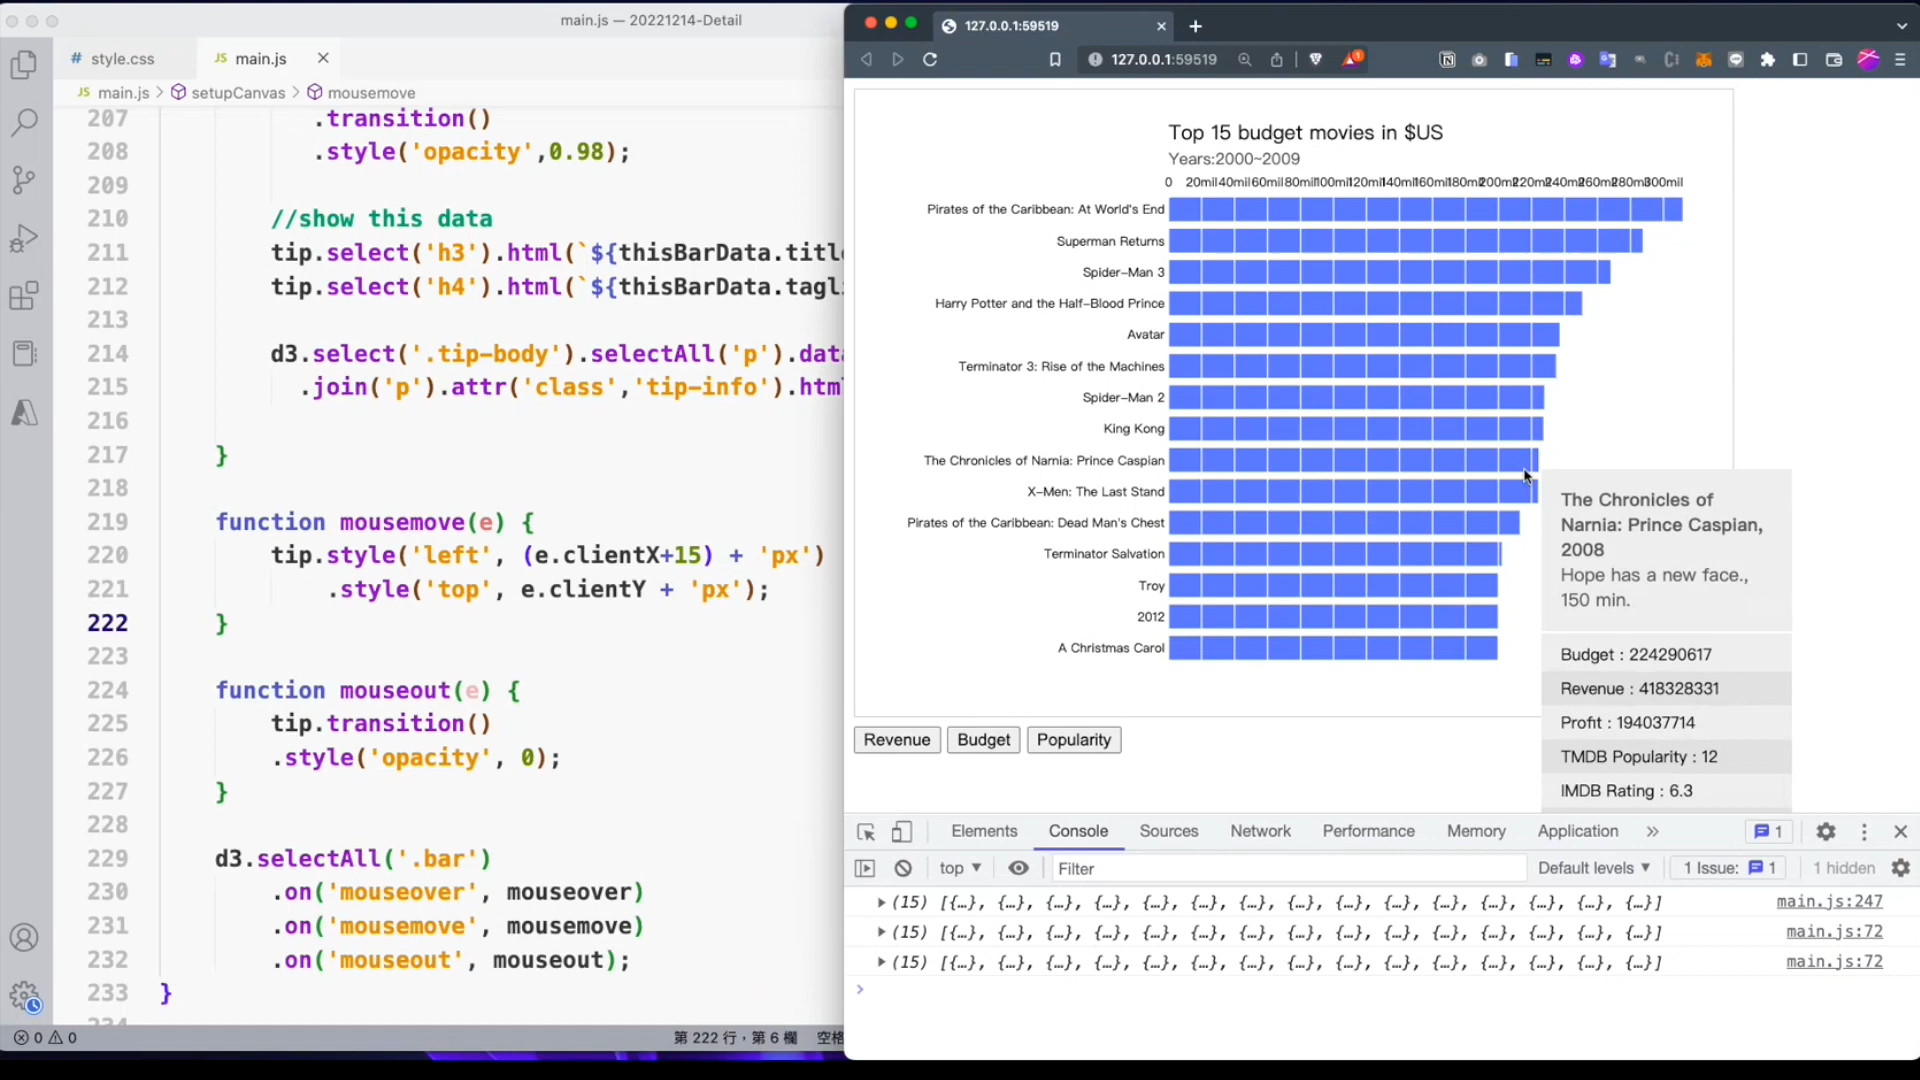 main.js — 20221214-Detail
# style.css
JS main.js
JS main.js > setupCanvas > mousemove
207 .transition()
208 .style('opacity',0.98);
209
210 //show this data
211 tip.select('h3').html(`${thisBarData.titl
212 tip.select('h4').html(`${thisBarData.tagl
213
214 d3.select('.tip-body').selectAll('p').dat
215 .join('p').attr('class','tip-info').html
216
217 }
218
219 function mousemove(e) {
220 tip.style('left', (e.clientX+15) + 'px')
221 .style('top', e.clientY + 'px');
222 }
223
224 function mouseout(e) {
225 tip.transition()
226 .style('opacity', 0);
227 }
228
229 d3.selectAll('.bar')
230 .on('mouseover', mouseover)
231 .on('mousemove', mousemove)
232 .on('mouseout', mouseout);
233 }
0 0
第 222 行，第 6 欄 空格
127.0.0.1:59519
127.0.0.1:59519
1
Top 15 budget movies in $US
Years:2000~2009
0 20mil 40mil 60mil 80mil 100mil 120mil 140mil 160mil 180mil 200mil 220mil 240mil 260mil 280mil 300mil
Pirates of the Caribbean: At World's End
Superman Returns
Spider-Man 3
Harry Potter and the Half-Blood Prince
Avatar
Terminator 3: Rise of the Machines
Spider-Man 2
King Kong
The Chronicles of Narnia: Prince Caspian
X-Men: The Last Stand
Pirates of the Caribbean: Dead Man's Chest
Terminator Salvation
Troy
2012
A Christmas Carol
The Chronicles of
Narnia: Prince Caspian,
2008
Hope has a new face.,
150 min.
Budget : 224290617
Revenue : 418328331
Profit : 194037714
TMDB Popularity : 12
IMDB Rating : 6.3
Revenue Budget Popularity
Elements Console Sources Network Performance Memory Application » 1
top Filter Default levels 1 Issue: 1 1 hidden
(15) [{…}, {…}, {…}, {…}, {…}, {…}, {…}, {…}, {…}, {…}, {…}, {…}, {…}, {…}, {…}] main.js:247
(15) [{…}, {…}, {…}, {…}, {…}, {…}, {…}, {…}, {…}, {…}, {…}, {…}, {…}, {…}, {…}] main.js:72
(15) [{…}, {…}, {…}, {…}, {…}, {…}, {…}, {…}, {…}, {…}, {…}, {…}, {…}, {…}, {…}] main.js:72